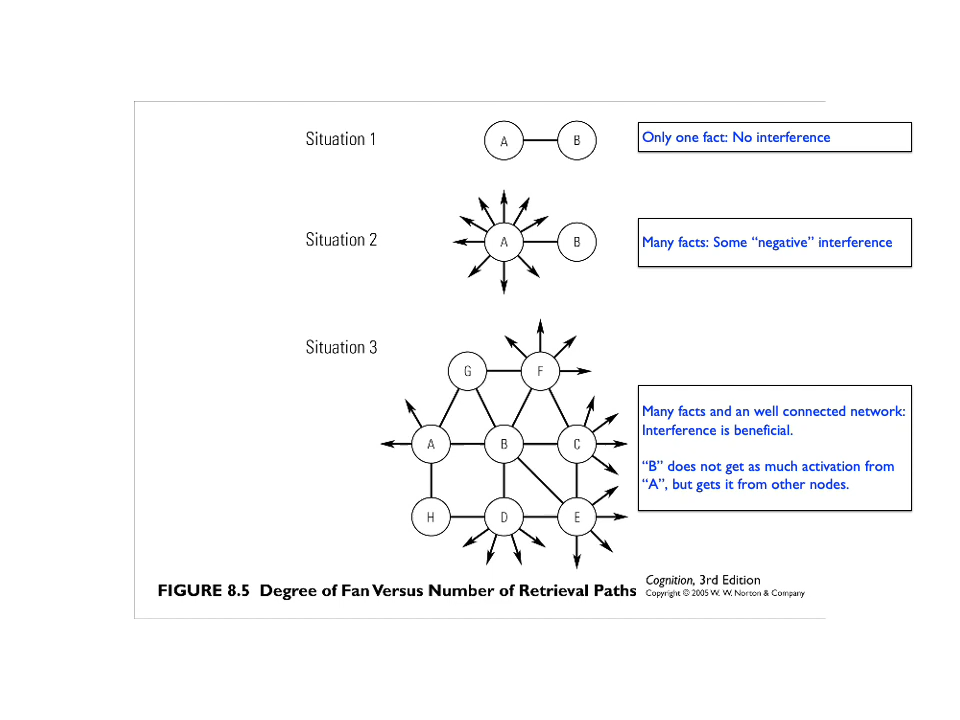 Situation 1
A
B
Only one fact: No interference
Situation 2
A
B
Many facts: Some “negative” interference
Situation 3
G
F
A
B
C
H
D
E
Many facts and an well connected network:
Interference is beneficial.
“B” does not get as much activation from
“A”, but gets it from other nodes.
FIGURE 8.5 Degree of Fan Versus Number of Retrieval Paths
Cognition, 3rd Edition
Copyright © 2005 W. W. Norton & Company